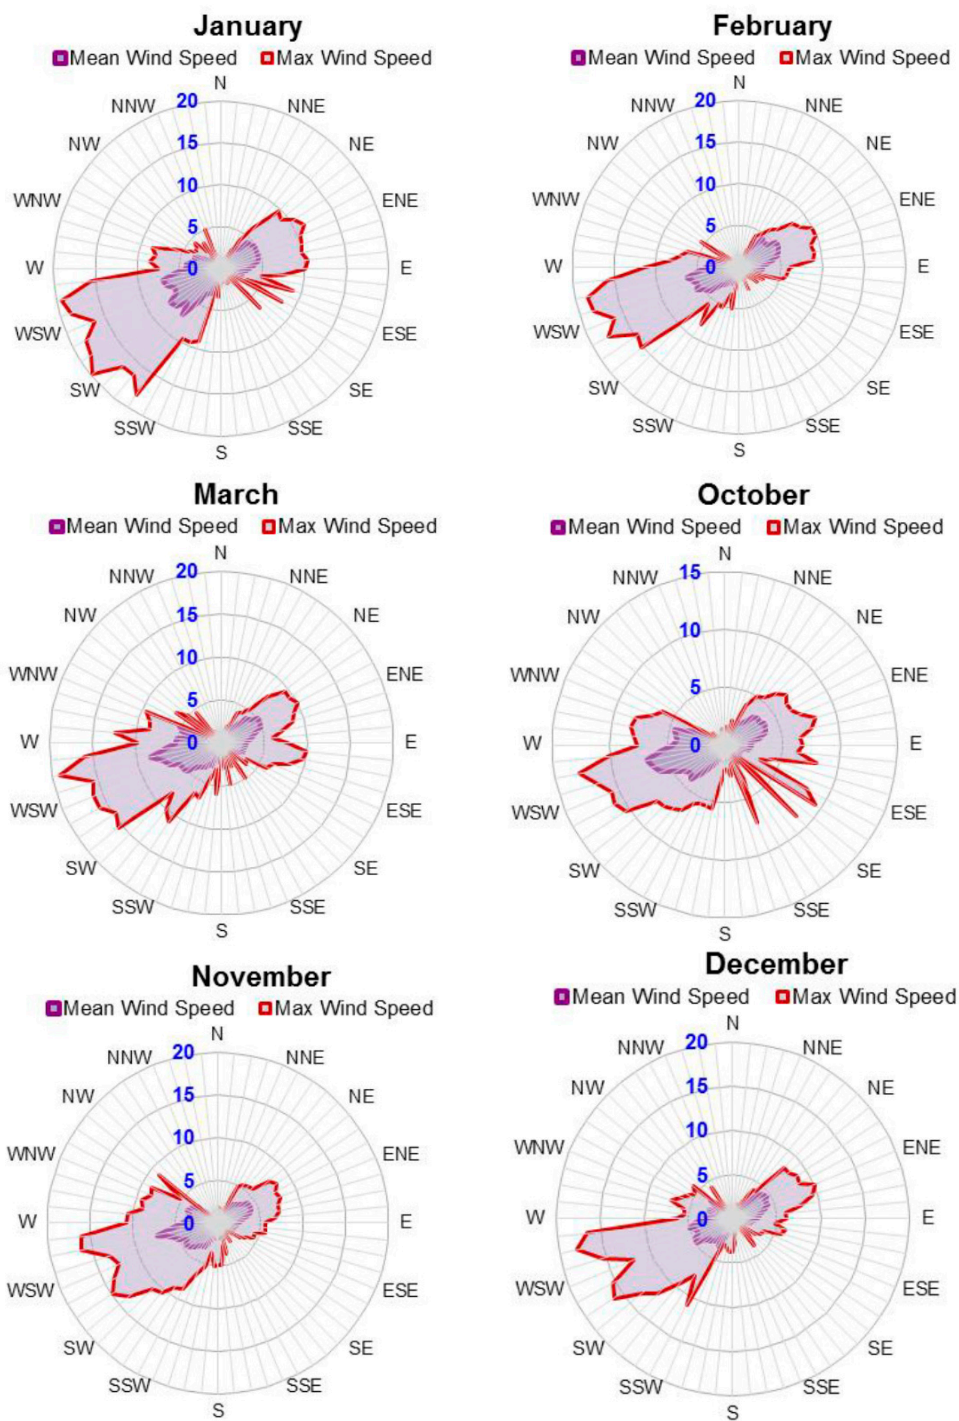 January
Mean Wind Speed Max Wind Speed
N
NNW 20 NNE
NW 15 NE
WNW 10 ENE
5
W 0 E
WSW ESE
SW SE
SSW SSE
S
February
Mean Wind Speed Max Wind Speed
N
NNW 20 NNE
NW 15 NE
WNW 10 ENE
5
W 0 E
WSW ESE
SW SE
SSW SSE
S
March
Mean Wind Speed Max Wind Speed
N
NNW 20 NNE
NW 15 NE
WNW 10 ENE
5
W 0 E
WSW ESE
SW SE
SSW SSE
S
October
Mean Wind Speed Max Wind Speed
N
NNW 15 NNE
NW 10 NE
WNW 5 ENE
W 0 E
WSW ESE
SW SE
SSW SSE
S
November
Mean Wind Speed Max Wind Speed
N
NNW 20 NNE
NW 15 NE
WNW 10 ENE
5
W 0 E
WSW ESE
SW SE
SSW SSE
S
December
Mean Wind Speed Max Wind Speed
N
NNW 20 NNE
NW 15 NE
WNW 10 ENE
5
W 0 E
WSW ESE
SW SE
SSW SSE
S